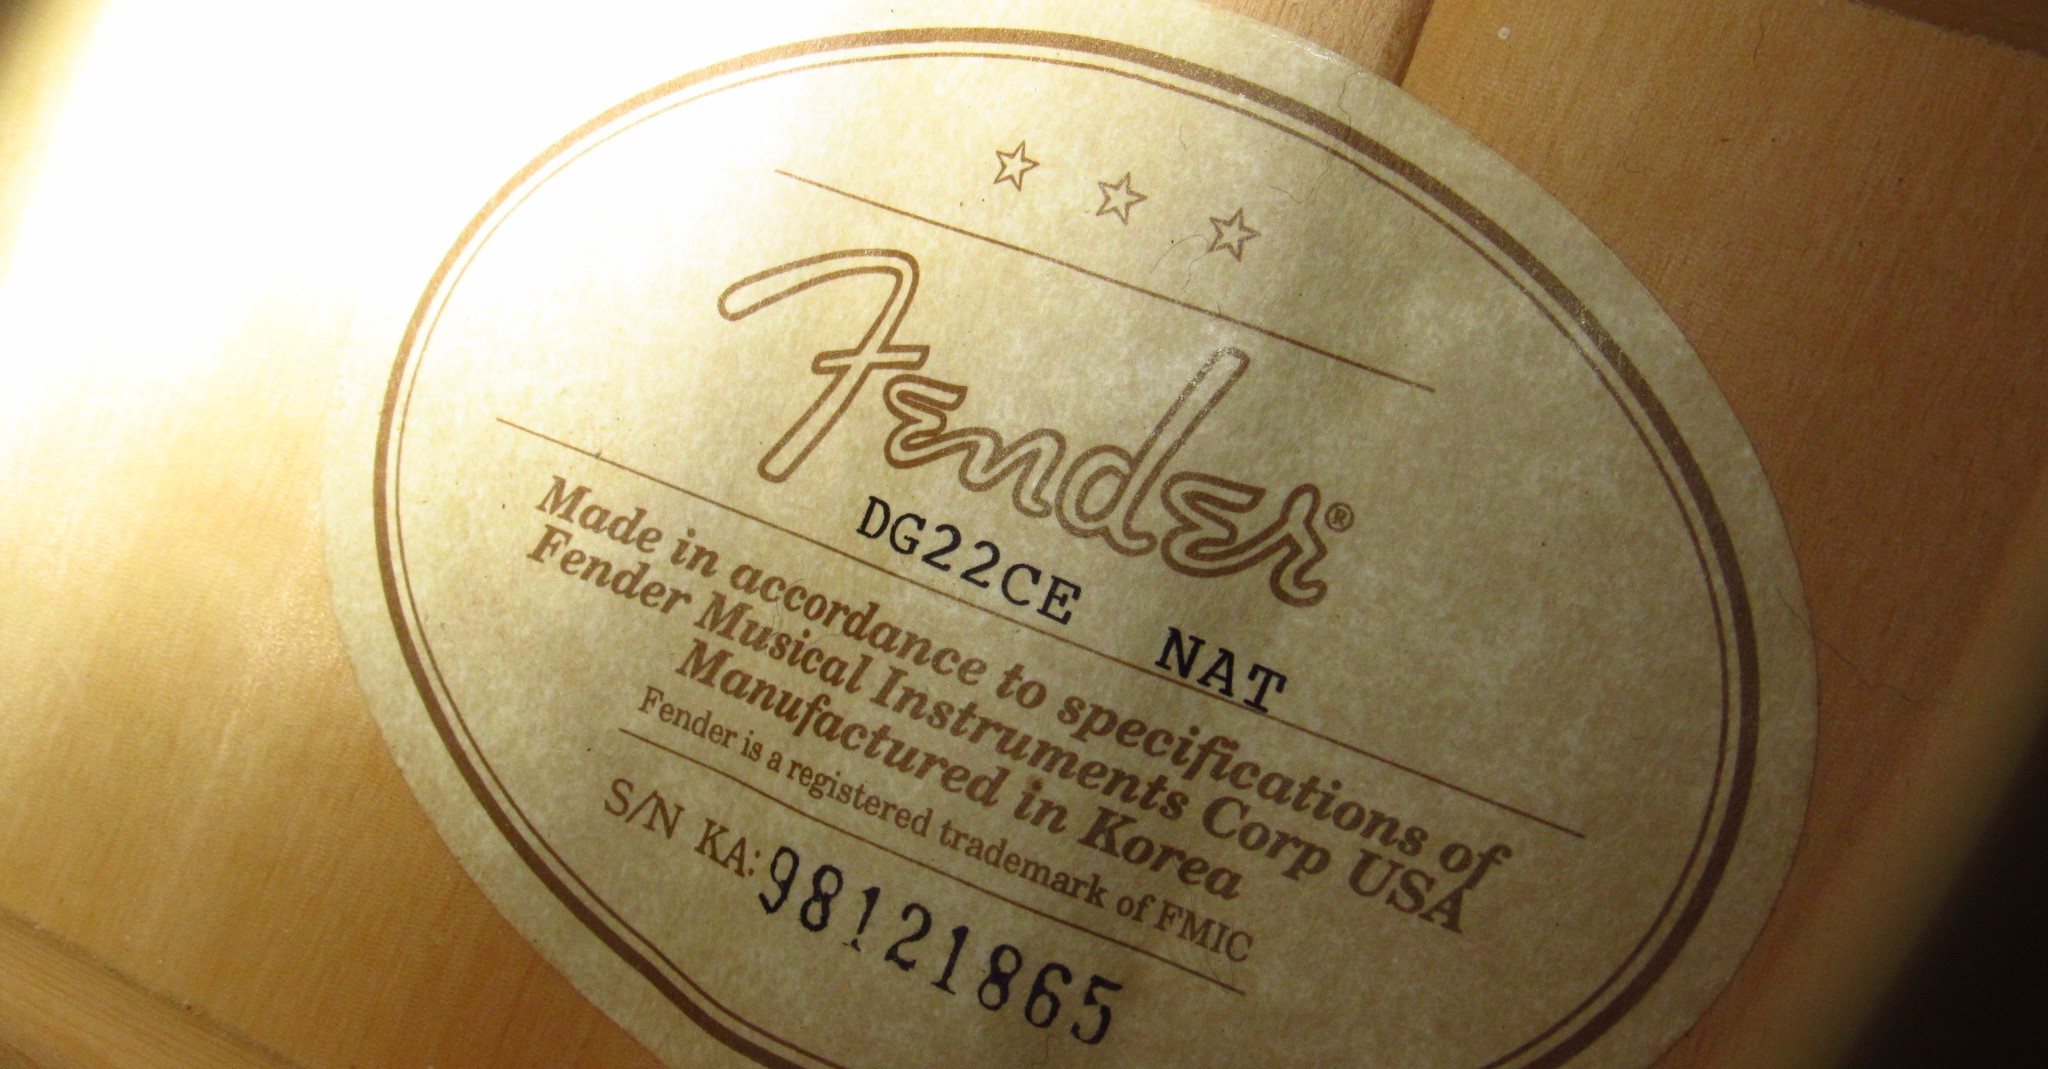 Fender®
DG22CE NAT
Made in accordance to specifications of
Fender Musical Instruments Corp USA
Manufactured in Korea
Fender is a registered trademark of FMIC
S/N KA: 98121865